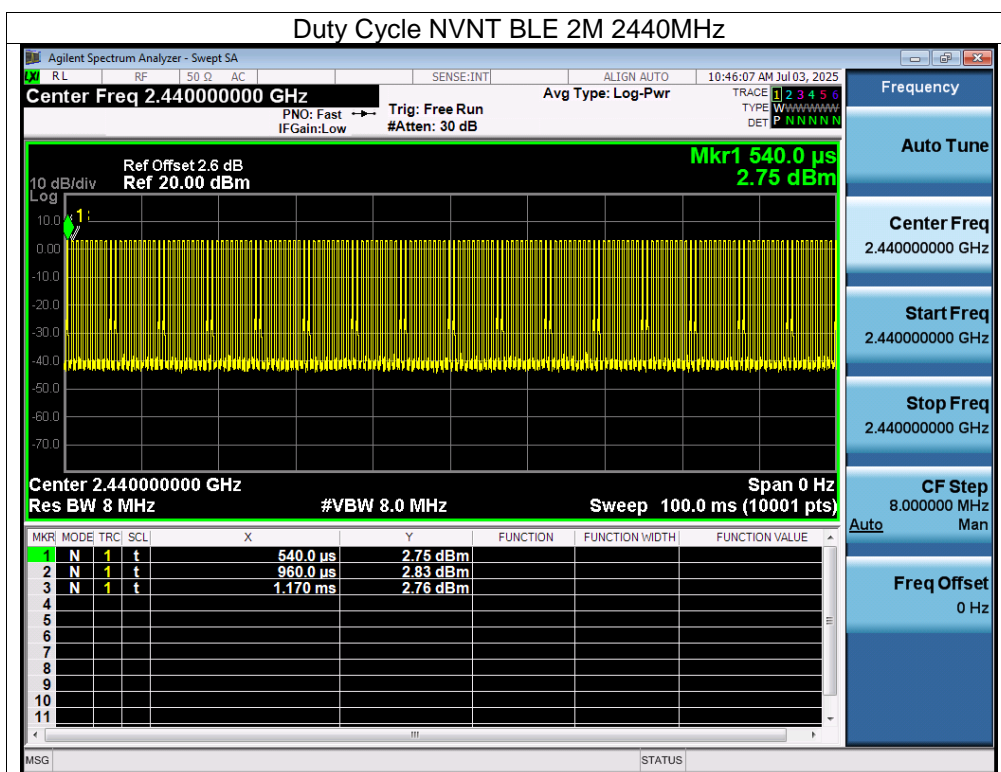 Duty Cycle NVNT BLE 2M 2440MHz
Agilent Spectrum Analyzer - Swept SA
LXI RL RF 50 Ω AC SENSE:INT ALIGN AUTO 10:46:07 AM Jul 03, 2025
Center Freq 2.440000000 GHz
PNO: Fast
IFGain:Low
Trig: Free Run
#Atten: 30 dB
Avg Type: Log-Pwr
TRACE 1 2 3 4 5 6
TYPE WWWWWWW
DET P N N N N N
Mkr1 540.0 µs
2.75 dBm
Ref Offset 2.6 dB
10 dB/div Ref 20.00 dBm
Log
10.0
0.00
-10.0
-20.0
-30.0
-40.0
-50.0
-60.0
-70.0
1
Center 2.440000000 GHz Span 0 Hz
Res BW 8 MHz #VBW 8.0 MHz Sweep 100.0 ms (10001 pts)
MKR MODE TRC SCL X Y FUNCTION FUNCTION WIDTH FUNCTION VALUE
1 N 1 t 540.0 µs 2.75 dBm
2 N 1 t 960.0 µs 2.83 dBm
3 N 1 t 1.170 ms 2.76 dBm
4
5
6
7
8
9
10
11
MSG STATUS
Frequency
Auto Tune
Center Freq
2.440000000 GHz
Start Freq
2.440000000 GHz
Stop Freq
2.440000000 GHz
CF Step
8.000000 MHz
Auto Man
Freq Offset
0 Hz